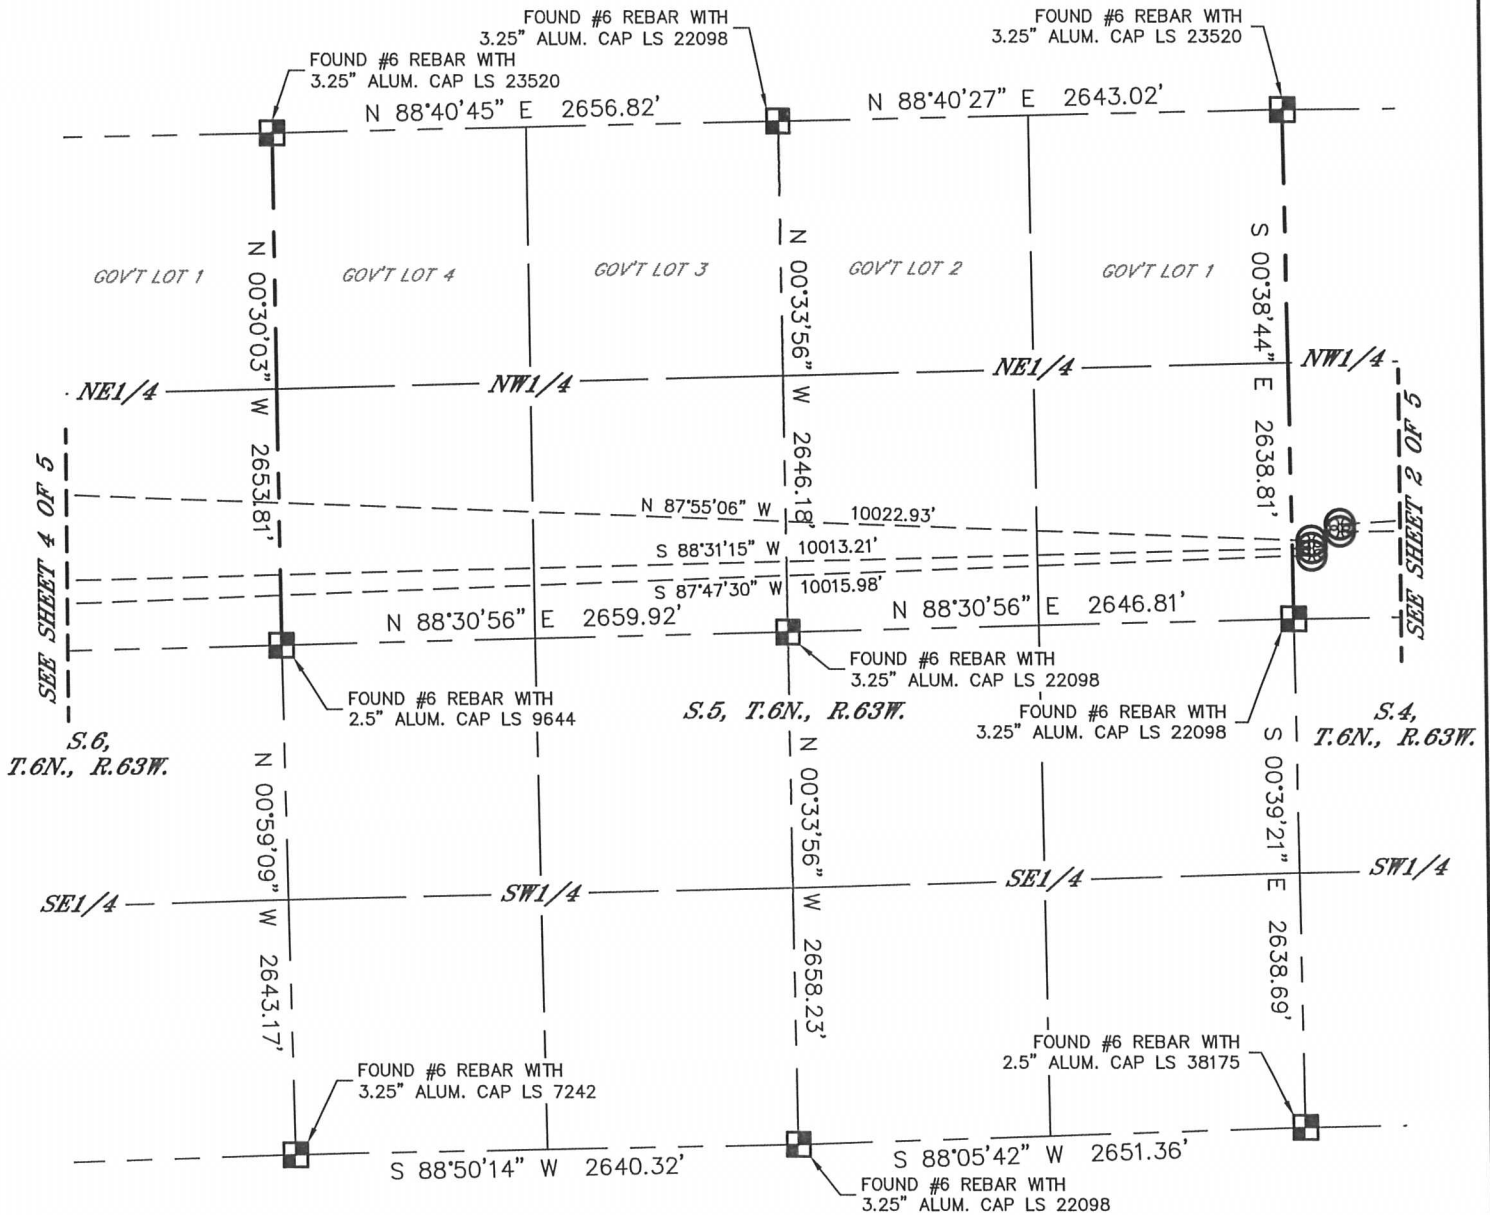 FOUND #6 REBAR WITH
3.25" ALUM. CAP LS 22098
FOUND #6 REBAR WITH
3.25" ALUM. CAP LS 23520
FOUND #6 REBAR WITH
3.25" ALUM. CAP LS 23520
N 88°40'45" E 2656.82'
N 88°40'27" E 2643.02'
GOV'T LOT 1
GOV'T LOT 4
GOV'T LOT 3
GOV'T LOT 2
GOV'T LOT 1
N 00°30'03" W 2653.81'
N 00°33'56" W 2646.18'
S 00°38'44" E 2638.81'
NE1/4
NW1/4
NE1/4
NW1/4
SEE SHEET 4 OF 5
SEE SHEET 2 OF 5
N 87°55'06" W 10022.93'
S 88°31'15" W 10013.21'
S 87°47'30" W 10015.98'
N 88°30'56" E 2659.92'
N 88°30'56" E 2646.81'
FOUND #6 REBAR WITH
2.5" ALUM. CAP LS 9644
FOUND #6 REBAR WITH
3.25" ALUM. CAP LS 22098
FOUND #6 REBAR WITH
3.25" ALUM. CAP LS 22098
S.6,
T.6N., R.63W.
S.5, T.6N., R.63W.
S.4,
T.6N., R.63W.
N 00°59'09" W 2643.17'
N 00°33'56" W 2658.23'
S 00°39'21" E 2638.69'
SE1/4
SW1/4
SE1/4
SW1/4
FOUND #6 REBAR WITH
3.25" ALUM. CAP LS 7242
FOUND #6 REBAR WITH
2.5" ALUM. CAP LS 38175
S 88°50'14" W 2640.32'
S 88°05'42" W 2651.36'
FOUND #6 REBAR WITH
3.25" ALUM. CAP LS 22098